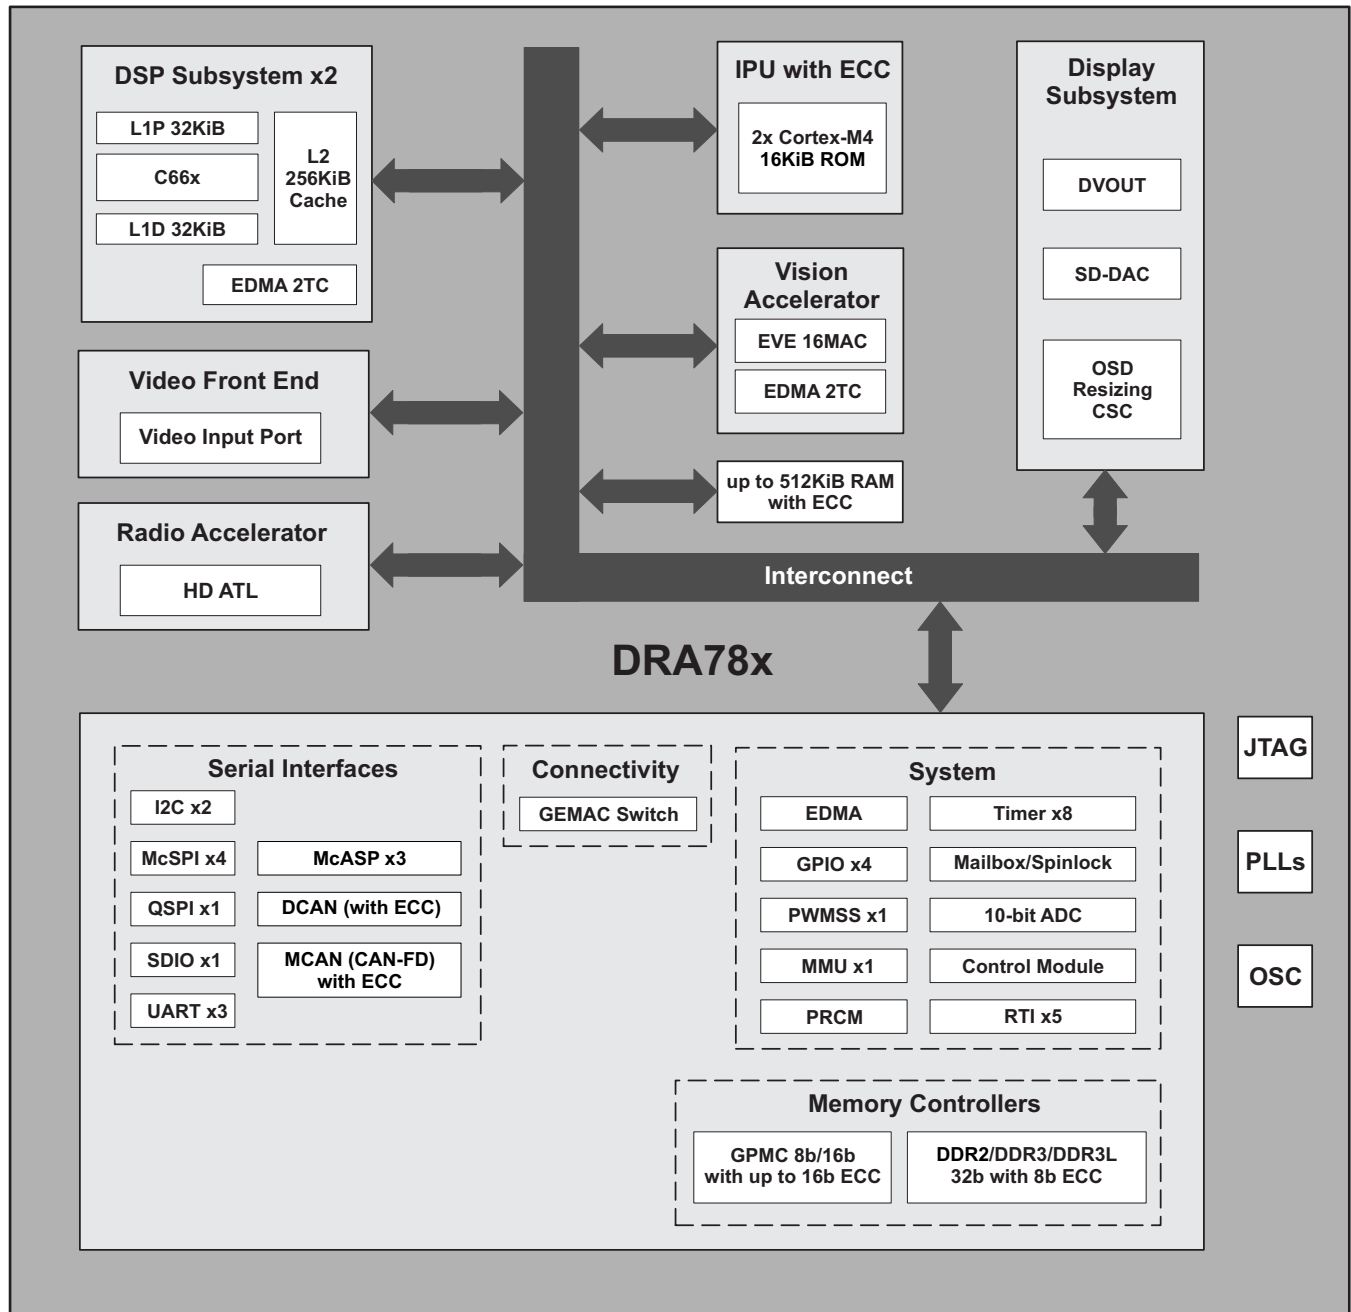 DSP Subsystem x2
L1P 32KiB
C66x
L1D 32KiB
L2
256KiB
Cache
EDMA 2TC
Video Front End
Video Input Port
Radio Accelerator
HD ATL
IPU with ECC
2x Cortex-M4
16KiB ROM
Vision
Accelerator
EVE 16MAC
EDMA 2TC
up to 512KiB RAM
with ECC
Display
Subsystem
DVOUT
SD-DAC
OSD
Resizing
CSC
Interconnect
DRA78x
Serial Interfaces
I2C x2
McSPI x4
QSPI x1
SDIO x1
UART x3
McASP x3
DCAN (with ECC)
MCAN (CAN-FD)
with ECC
Connectivity
GEMAC Switch
System
EDMA
GPIO x4
PWMSS x1
MMU x1
PRCM
Timer x8
Mailbox/Spinlock
10-bit ADC
Control Module
RTI x5
Memory Controllers
GPMC 8b/16b
with up to 16b ECC
DDR2/DDR3/DDR3L
32b with 8b ECC
JTAG
PLLs
OSC